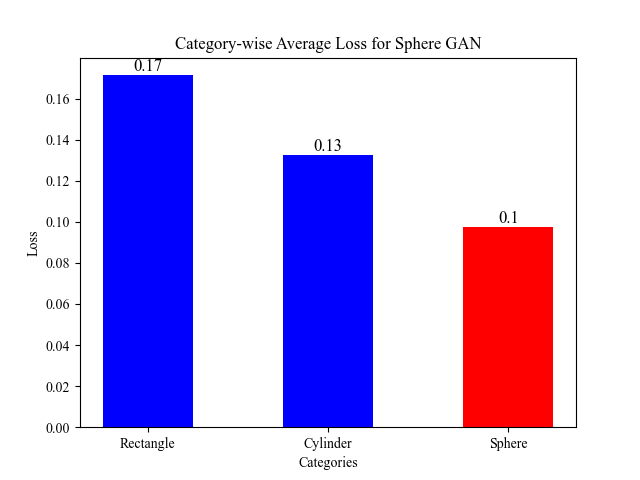 Category-wise Average Loss for Sphere GAN
0.17
0.13
0.1
0.16
0.14
0.12
0.10
0.08
0.06
0.04
0.02
0.00
Loss
Rectangle
Cylinder
Sphere
Categories